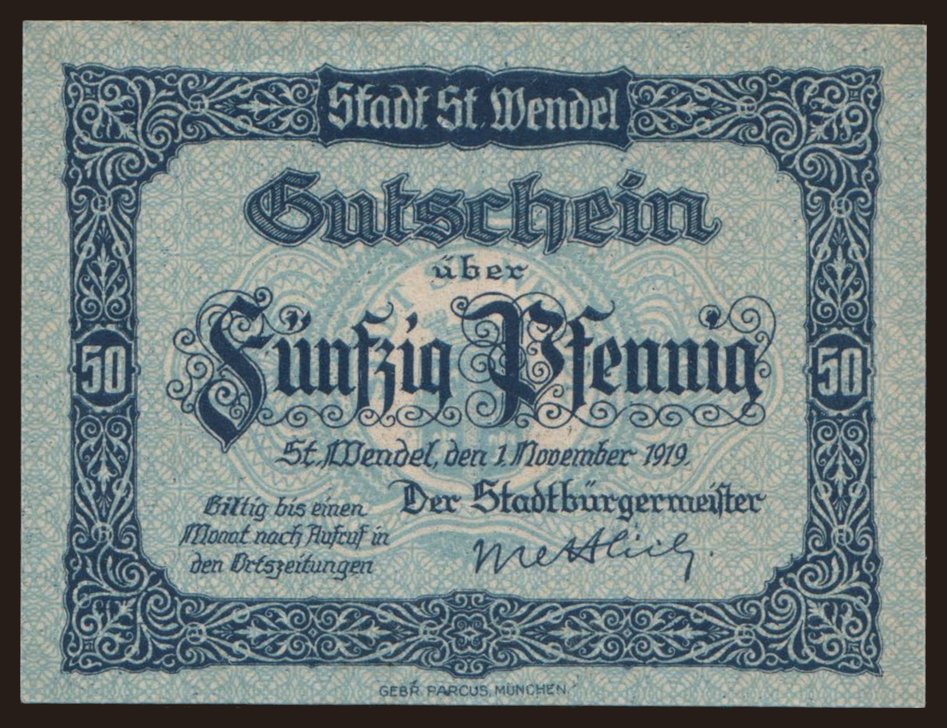 Stadt St. Wendel
Gutschein
über
Fünfzig Pfennig
50
50
St. Wendel, den 1. November 1919.
Der Stadtbürgermeister
Giltig bis einen
Monat nach Aufruf in
den Ortszeitungen
GEBR. PARCUS, MÜNCHEN.